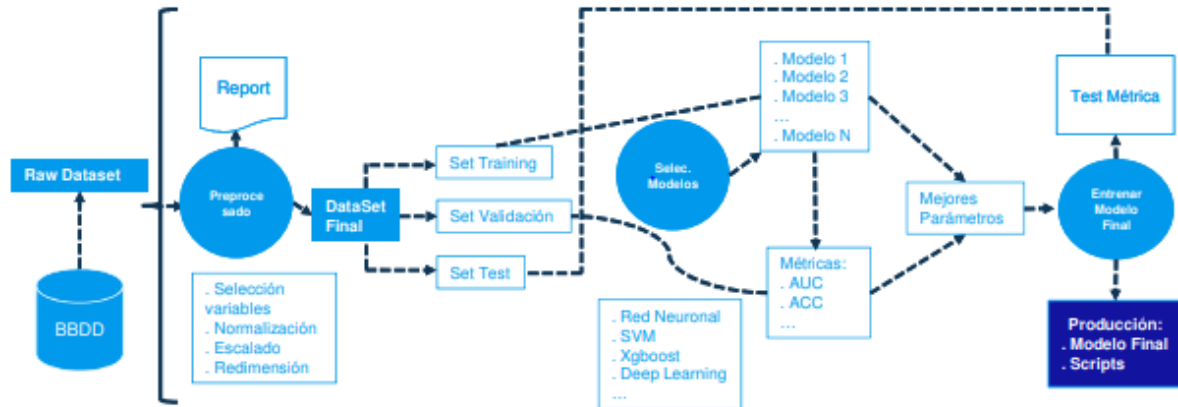 Report
Raw Dataset
BBDD
Preproce
sado
. Selección
variables
. Normalización
. Escalado
. Redimensión
DataSet
Final
Set Training
Set Validación
Set Test
Selec.
Modelos
. Red Neuronal
. SVM
. Xgboost
. Deep Learning
...
. Modelo 1
. Modelo 2
. Modelo 3
...
. Modelo N
Métricas:
. AUC
. ACC
...
Mejores
Parámetros
Test Métrica
Entrenar
Modelo
Final
Producción:
. Modelo Final
. Scripts